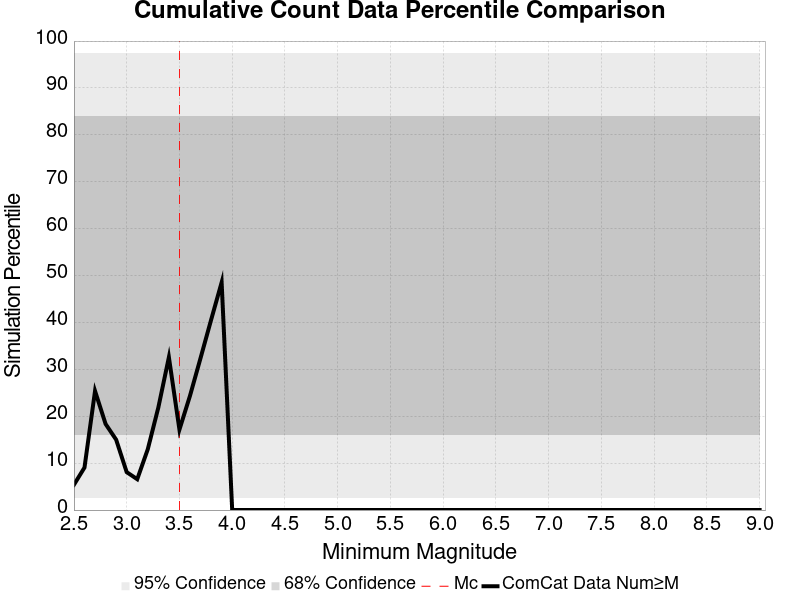 Cumulative Count Data Percentile Comparison
100
90
80
70
60
50
40
30
20
10
0
Simulation Percentile
2.5 3.0 3.5 4.0 4.5 5.0 5.5 6.0 6.5 7.0 7.5 8.0 8.5 9.0
Minimum Magnitude
95% Confidence 68% Confidence Mc ComCat Data Num≥M